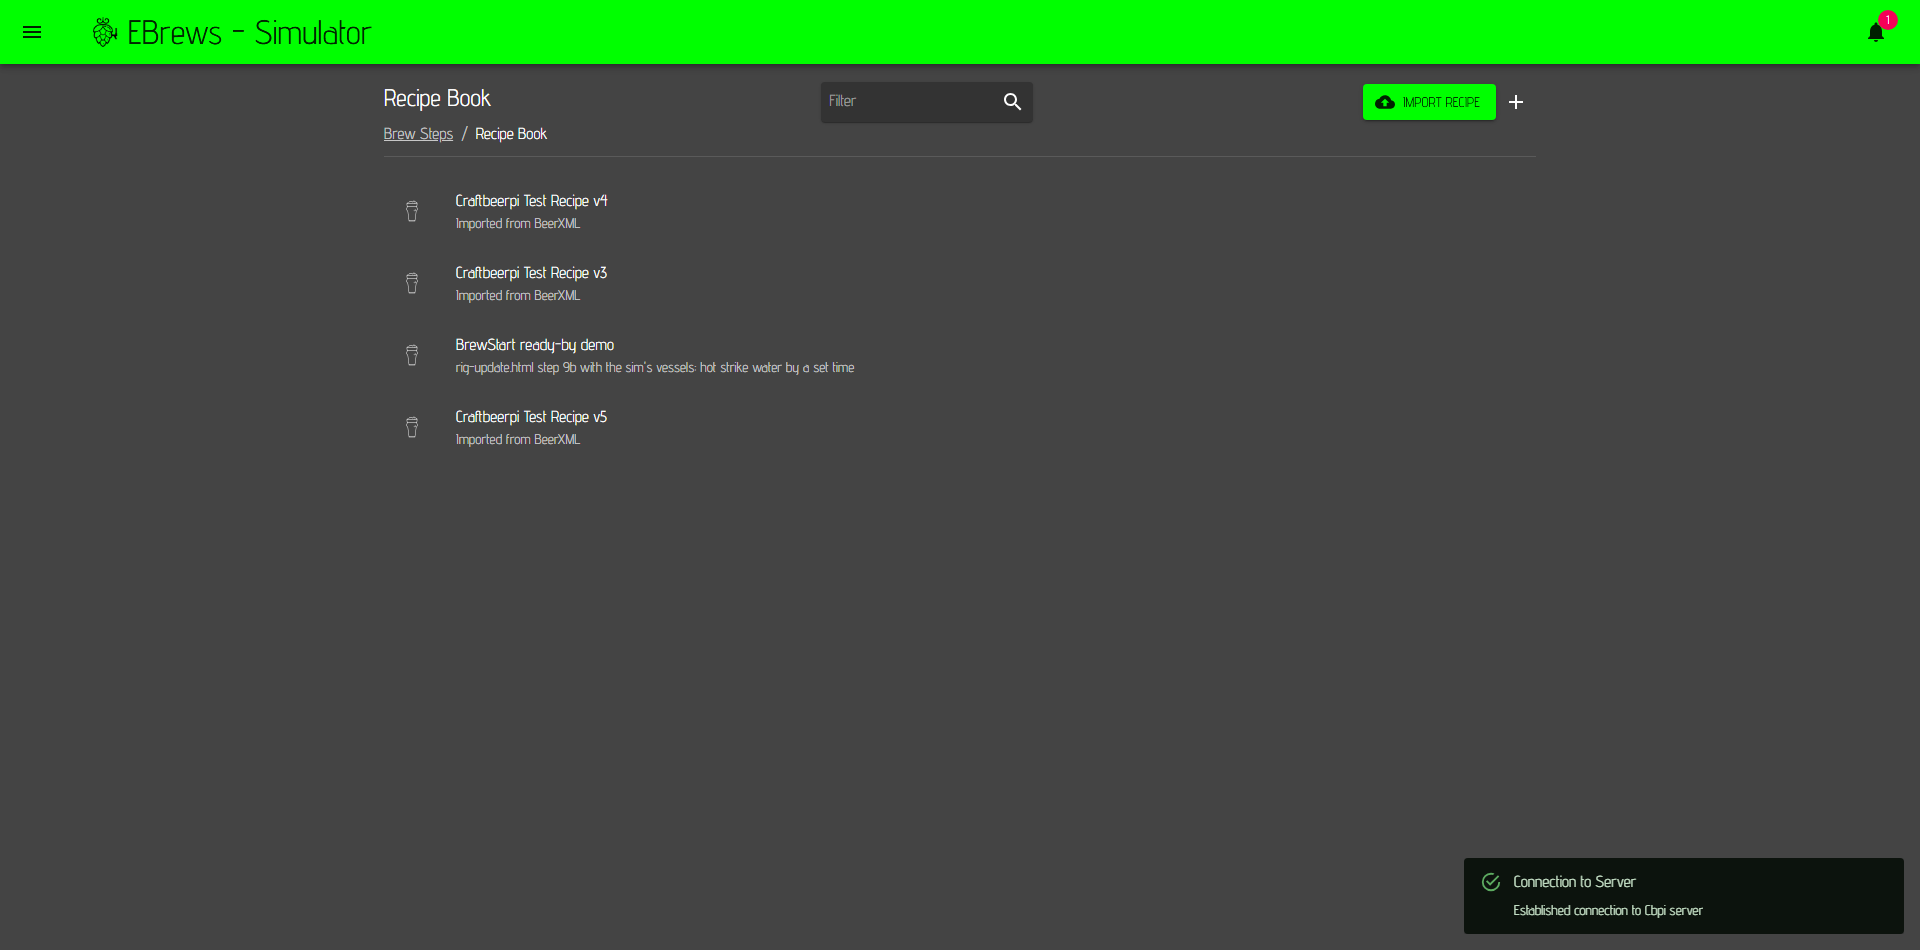 EBrews - Simulator
1
Recipe Book
Filter
IMPORT RECIPE
Brew Steps / Recipe Book
Craftbeerpi Test Recipe v4
Imported from BeerXML
Craftbeerpi Test Recipe v3
Imported from BeerXML
BrewStart ready-by demo
rig-update.html step 9b with the sim's vessels: hot strike water by a set time
Craftbeerpi Test Recipe v5
Imported from BeerXML
Connection to Server
Established connection to Cbpi server